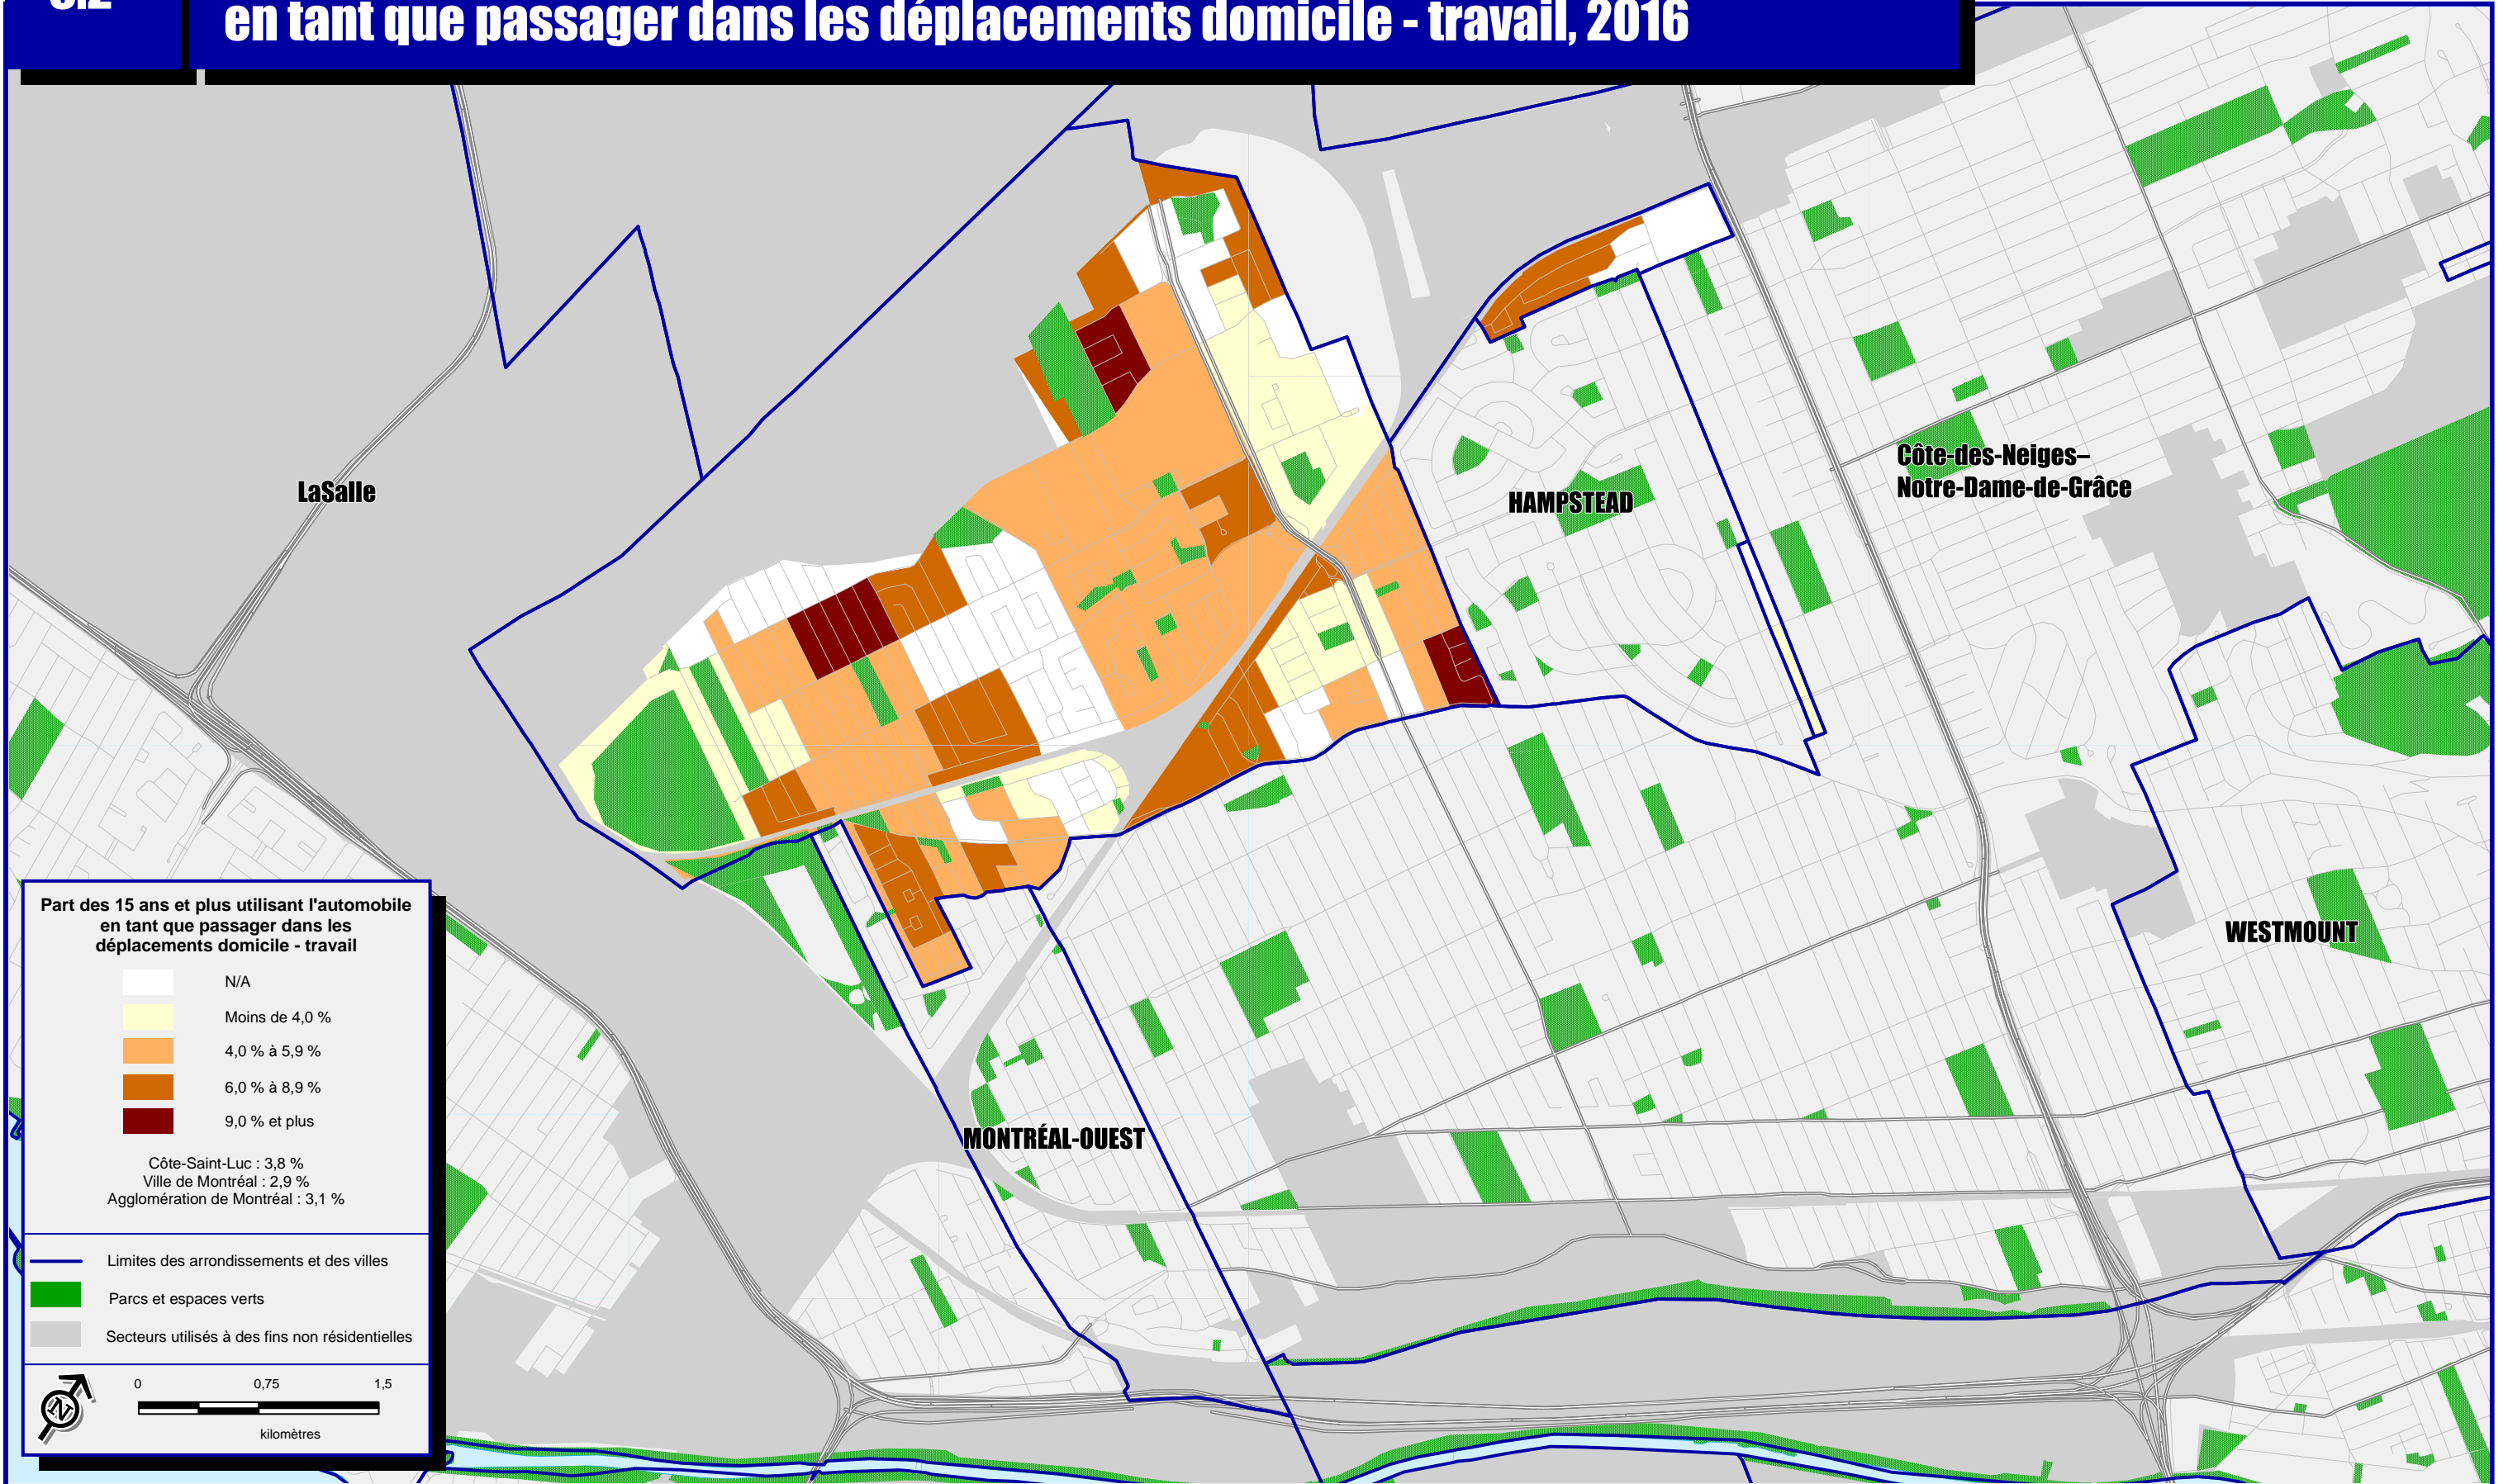 en tant que passager dans les déplacements domicile - travail, 2016
LaSalle
HAMPSTEAD
Côte-des-Neiges–
Notre-Dame-de-Grâce
WESTMOUNT
MONTRÉAL-OUEST
Part des 15 ans et plus utilisant l'automobile
en tant que passager dans les
déplacements domicile - travail
N/A
Moins de 4,0 %
4,0 % à 5,9 %
6,0 % à 8,9 %
9,0 % et plus
Côte-Saint-Luc : 3,8 %
Ville de Montréal : 2,9 %
Agglomération de Montréal : 3,1 %
Limites des arrondissements et des villes
Parcs et espaces verts
Secteurs utilisés à des fins non résidentielles
N
0 0,75 1,5
kilomètres